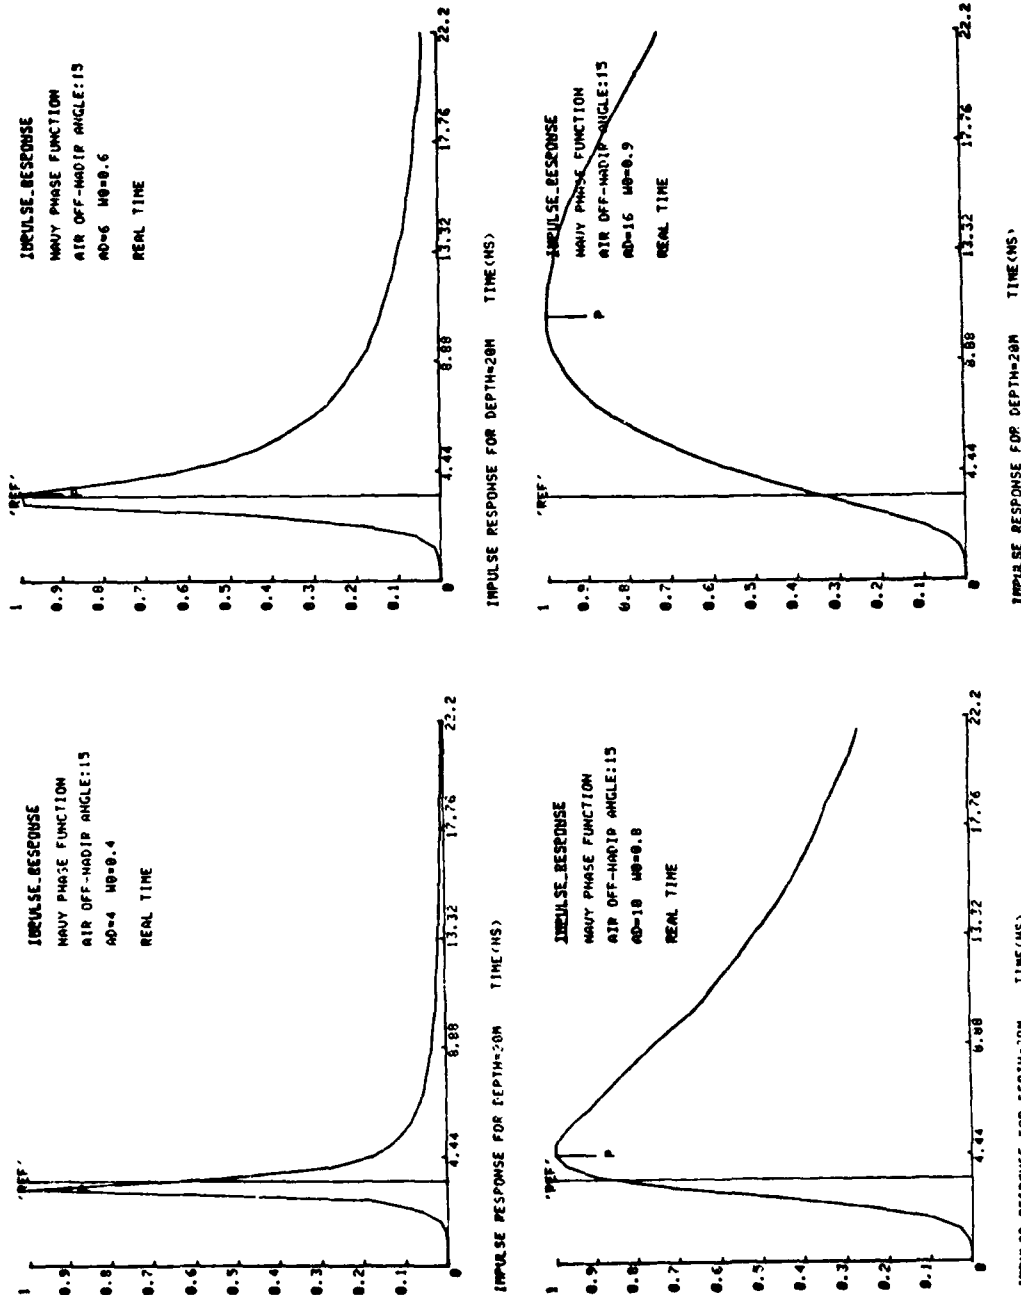 'REF'
1
0.9
0.8
0.7
0.6
0.5
0.4
0.3
0.2
0.1
0 4.44 8.88 13.32 17.76 22.2
P
IMPULSE_RESPONSE
NAVY PHASE FUNCTION
AIR OFF-NADIR ANGLE:15
AD=4 W0=0.4
REAL TIME
IMPULSE RESPONSE FOR DEPTH=20M TIME(NS)
'REF'
1
0.9
0.8
0.7
0.6
0.5
0.4
0.3
0.2
0.1
0 4.44 8.88 13.32 17.76 22.2
P
IMPULSE_RESPONSE
NAVY PHASE FUNCTION
AIR OFF-NADIR ANGLE:15
AD=6 W0=0.6
REAL TIME
IMPULSE RESPONSE FOR DEPTH=20M TIME(NS)
'REF'
1
0.9
0.8
0.7
0.6
0.5
0.4
0.3
0.2
0.1
0 4.44 8.88 13.32 17.76 22.2
P
IMPULSE_RESPONSE
NAVY PHASE FUNCTION
AIR OFF-NADIR ANGLE:15
AD=10 W0=0.8
REAL TIME
IMPULSE RESPONSE FOR DEPTH=20M TIME(NS)
'REF'
1
0.9
0.8
0.7
0.6
0.5
0.4
0.3
0.2
0.1
0 4.44 8.88 13.32 17.76 22.2
P
IMPULSE_RESPONSE
NAVY PHASE FUNCTION
AIR OFF-NADIR ANGLE:15
AD=16 W0=0.9
REAL TIME
IMPULSE RESPONSE FOR DEPTH=20M TIME(NS)